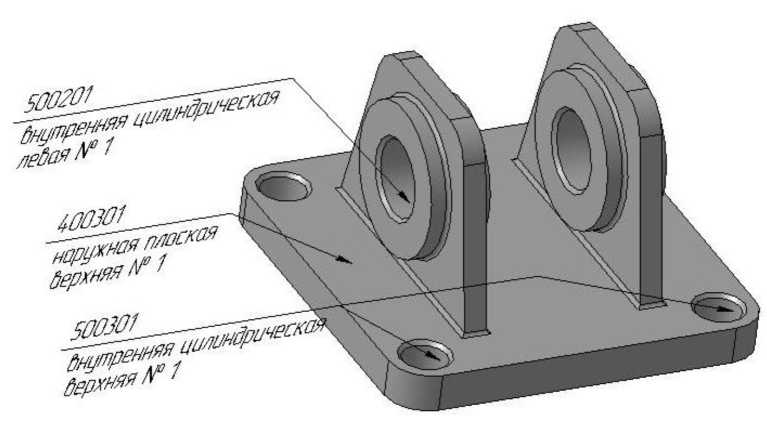 500201
внутренняя цилиндрическая
левая № 1
400301
наружная плоская
верхняя № 1
500301
внутренняя цилиндрическая
верхняя № 1